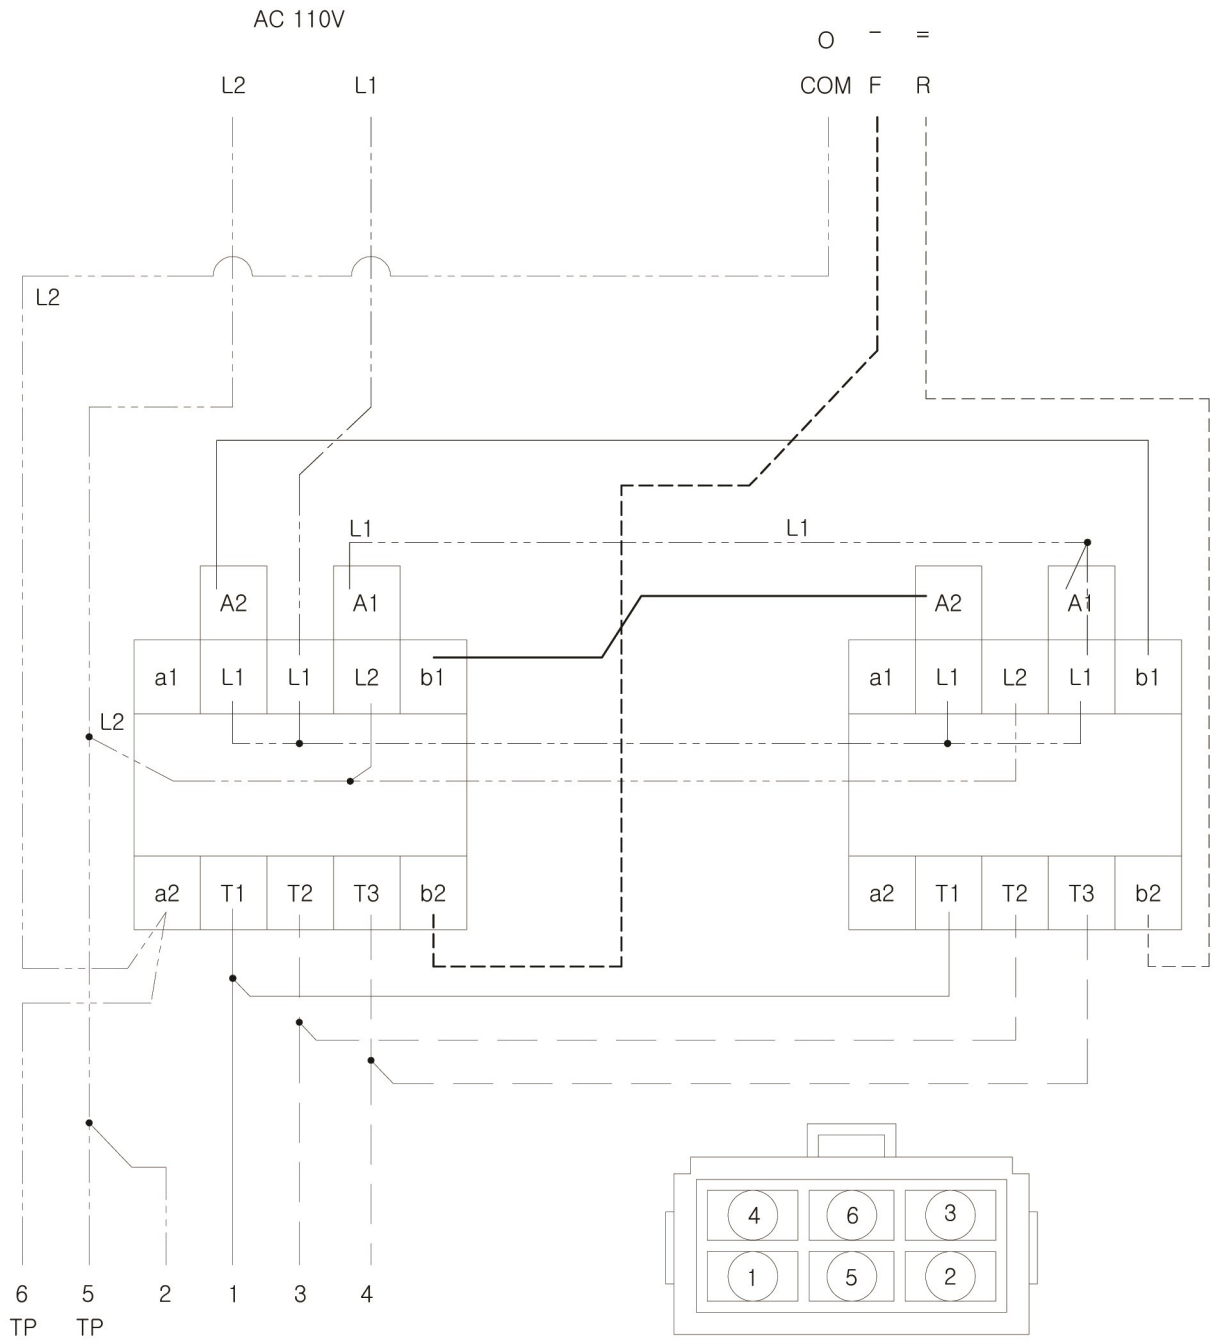 AC 110V
O – =
L2 L1 COM F R
L2
L1 L1
A2 A1 A2 A1
a1 L1 L1 L2 b1 a1 L1 L2 L1 b1
L2
a2 T1 T2 T3 b2 a2 T1 T2 T3 b2
4 6 3
1 5 2
6 5 2 1 3 4
TP TP